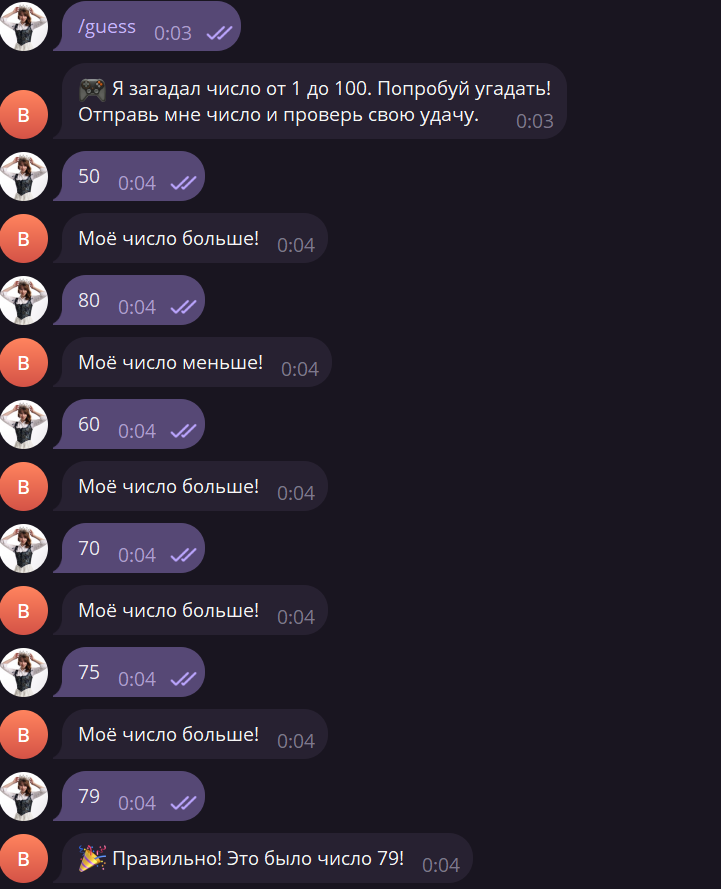 /guess 0:03
🎮 Я загадал число от 1 до 100. Попробуй угадать!
Отправь мне число и проверь свою удачу. 0:03
B
50 0:04
B
Моё число больше! 0:04
80 0:04
B
Моё число меньше! 0:04
60 0:04
B
Моё число больше! 0:04
70 0:04
B
Моё число больше! 0:04
75 0:04
B
Моё число больше! 0:04
79 0:04
B
🎉 Правильно! Это было число 79! 0:04